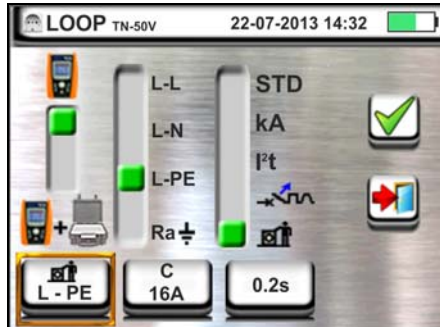 LOOP TN-50V 22-07-2013 14:32
L-L
L-N
L-PE
Ra
STD
kA
I²t
+
L - PE
C
16A
0.2s